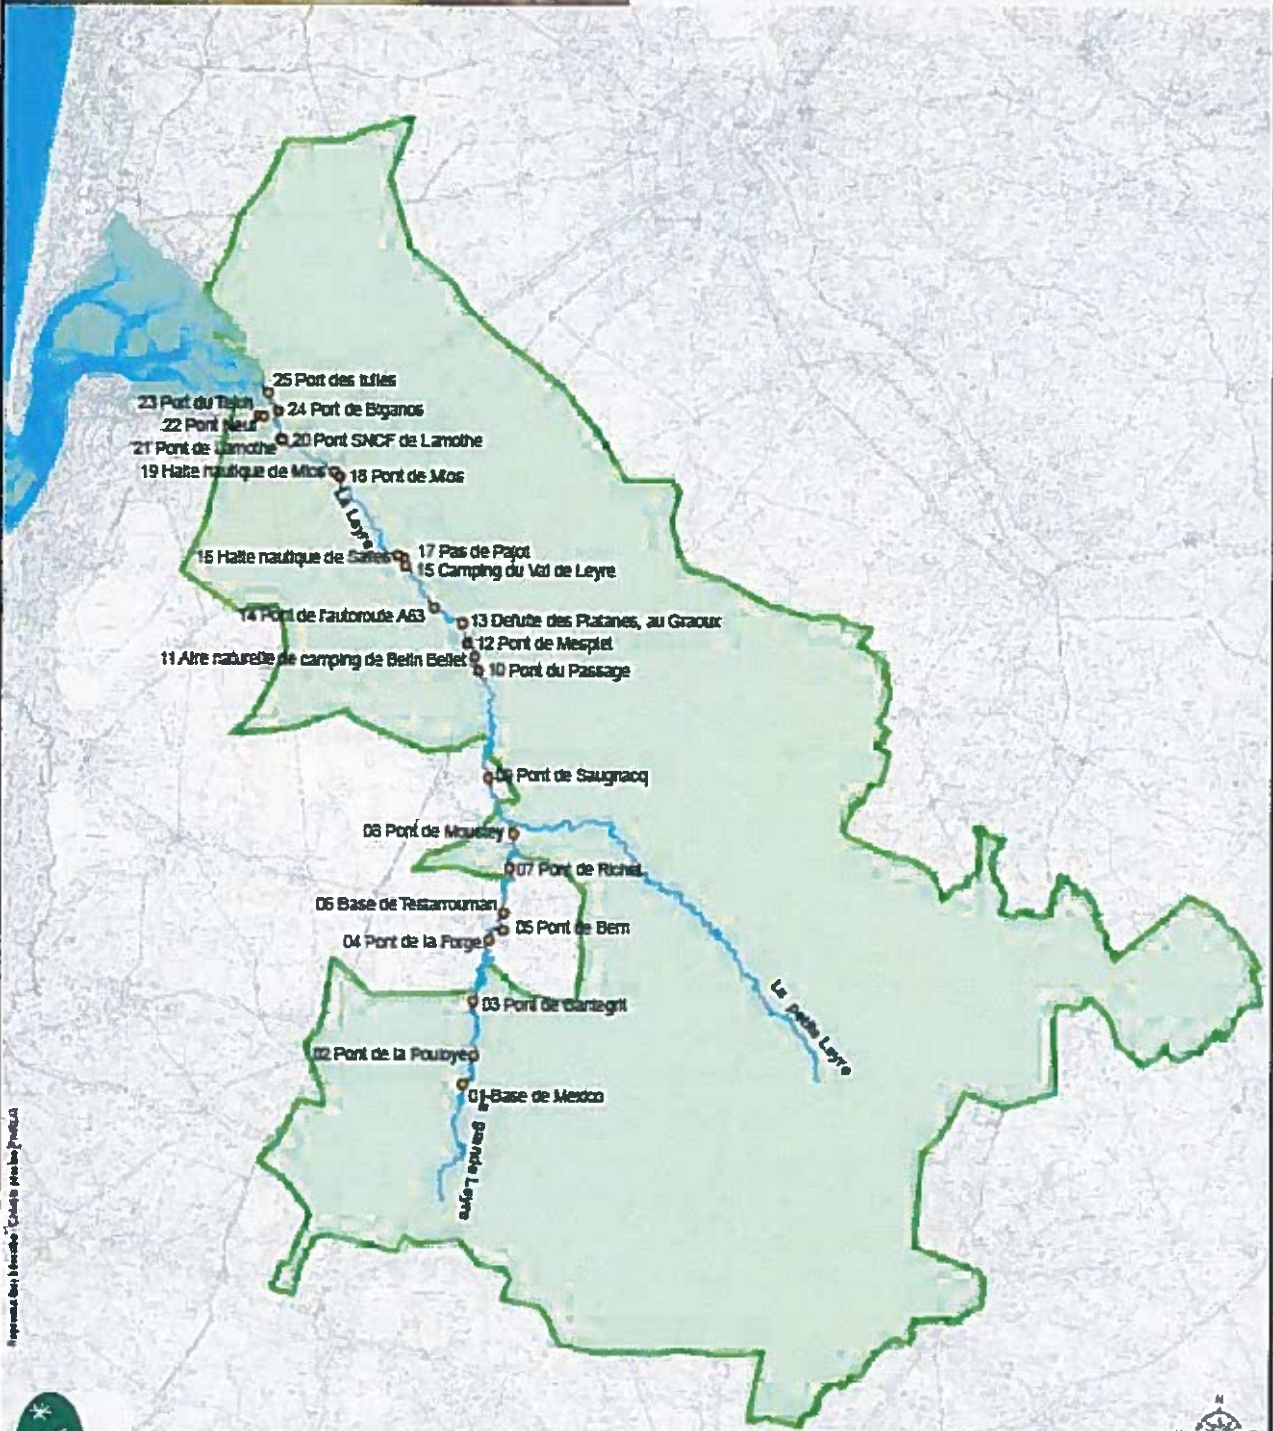 25 Port des tuiles
23 Port du Teich
24 Port de Biganos
22 Pont Neuf
20 Pont SNCF de Lamothe
21 Pont de Lamothe
19 Halte nautique de Mios
18 Pont de Mios
La Leyre
17 Pas de Pajot
Halte nautique de Salles
15 Camping du Val de Leyre
14 Pont de l'autoroute A63
13 Defuite des Platanes, au Graoux
12 Pont de Mesplet
11 Aire naturelle de camping de Belin Beliet
10 Pont du Passage
09 Pont de Saugnacq
08 Pont de Moustey
07 Pont de Richet
06 Base de Testarrouman
05 Pont de Bern
04 Pont de la Forge
03 Pont de Cantegrit
La petite Leyre
02 Pont de la Pouloye
01 Base de Mexico
grande Leyre
N